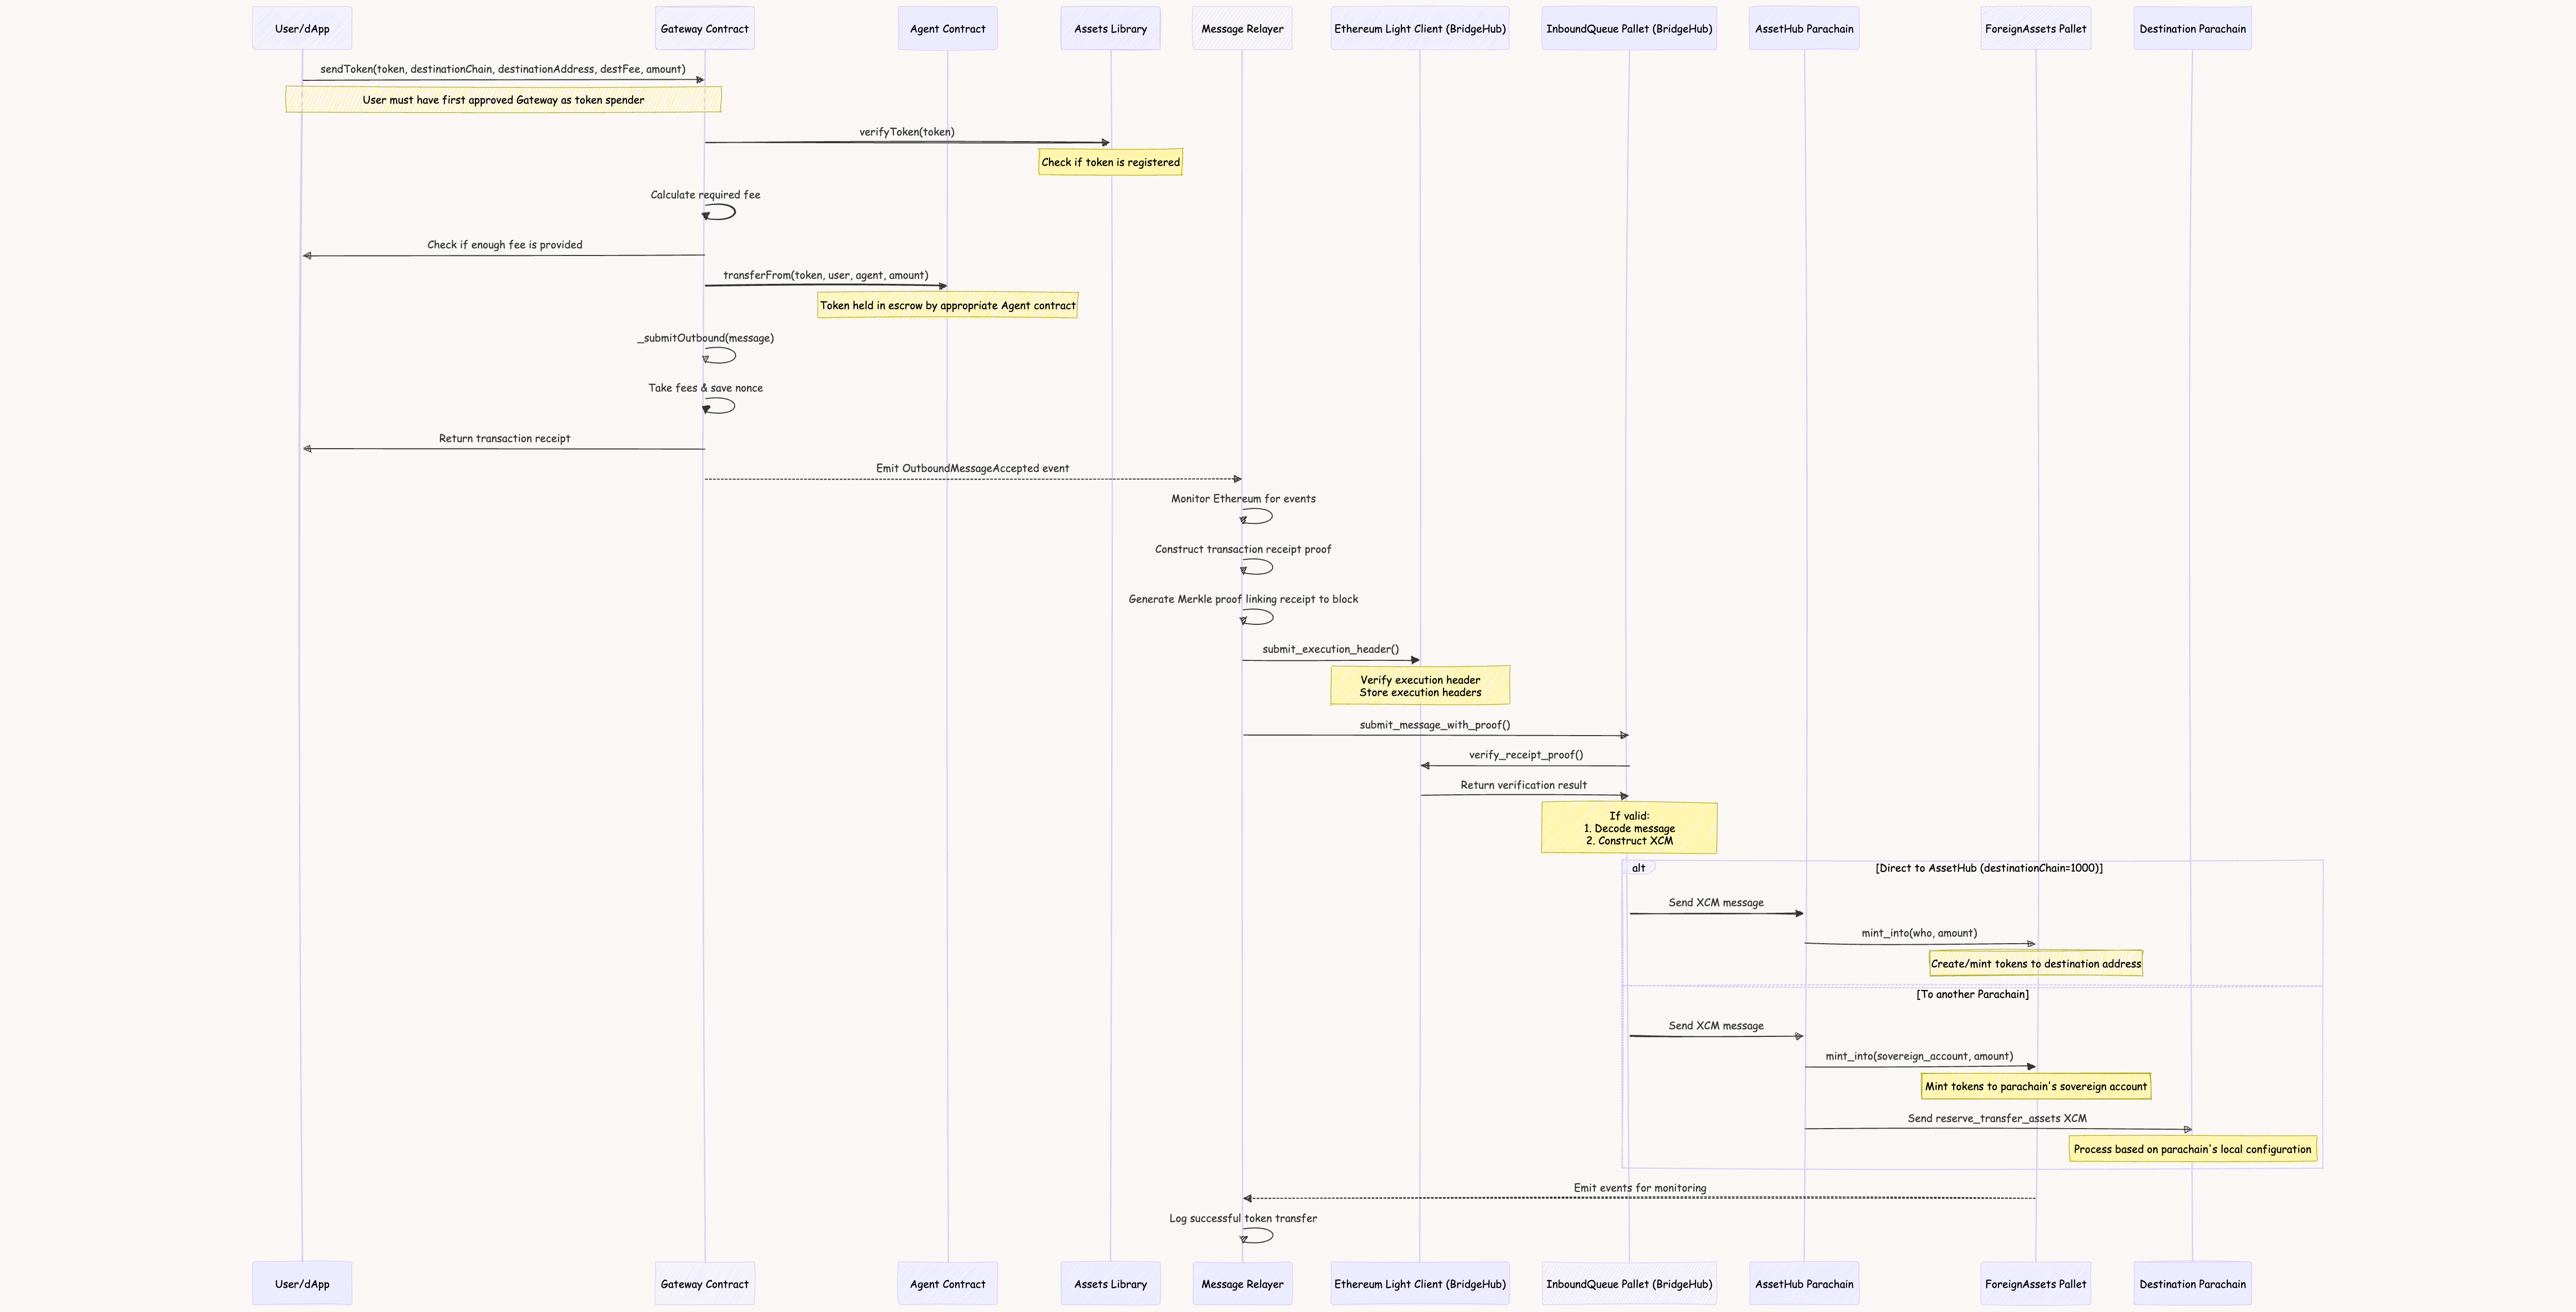 User/dApp
Gateway Contract
Agent Contract
Assets Library
Message Relayer
Ethereum Light Client (BridgeHub)
InboundQueue Pallet (BridgeHub)
AssetHub Parachain
ForeignAssets Pallet
Destination Parachain
sendToken(token, destinationChain, destinationAddress, destFee, amount)
User must have first approved Gateway as token spender
verifyToken(token)
Check if token is registered
Calculate required fee
Check if enough fee is provided
transferFrom(token, user, agent, amount)
Token held in escrow by appropriate Agent contract
_submitOutbound(message)
Take fees & save nonce
Return transaction receipt
Emit OutboundMessageAccepted event
Monitor Ethereum for events
Construct transaction receipt proof
Generate Merkle proof linking receipt to block
submit_execution_header()
Verify execution header
Store execution headers
submit_message_with_proof()
verify_receipt_proof()
Return verification result
If valid:
1. Decode message
2. Construct XCM
alt
[Direct to AssetHub (destinationChain=1000)]
Send XCM message
mint_into(who, amount)
Create/mint tokens to destination address
[To another Parachain]
Send XCM message
mint_into(sovereign_account, amount)
Mint tokens to parachain's sovereign account
Send reserve_transfer_assets XCM
Process based on parachain's local configuration
Emit events for monitoring
Log successful token transfer
User/dApp
Gateway Contract
Agent Contract
Assets Library
Message Relayer
Ethereum Light Client (BridgeHub)
InboundQueue Pallet (BridgeHub)
AssetHub Parachain
ForeignAssets Pallet
Destination Parachain